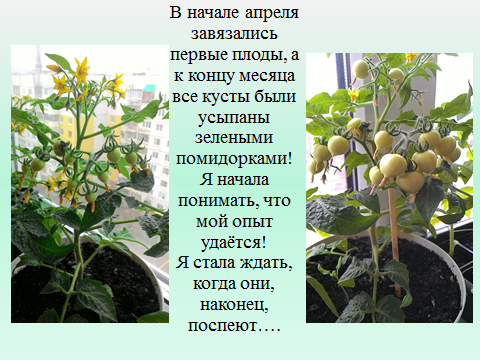 В начале апреля
завязались
первые плоды, а
к концу месяца
все кусты были
усыпаны
зелеными
помидорками!
Я начала
понимать, что
мой опыт
удаётся!
Я стала ждать,
когда они,
наконец,
поспеют….